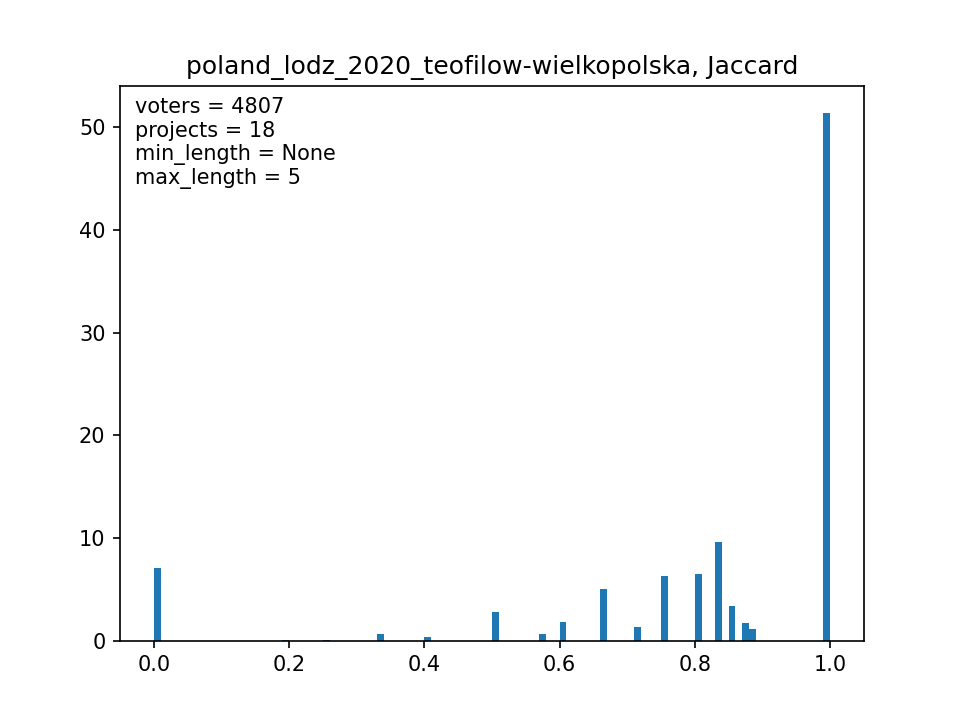 poland_lodz_2020_teofilow-wielkopolska, Jaccard
voters = 4807
projects = 18
min_length = None
max_length = 5
50
40
30
20
10
0
0.0 0.2 0.4 0.6 0.8 1.0